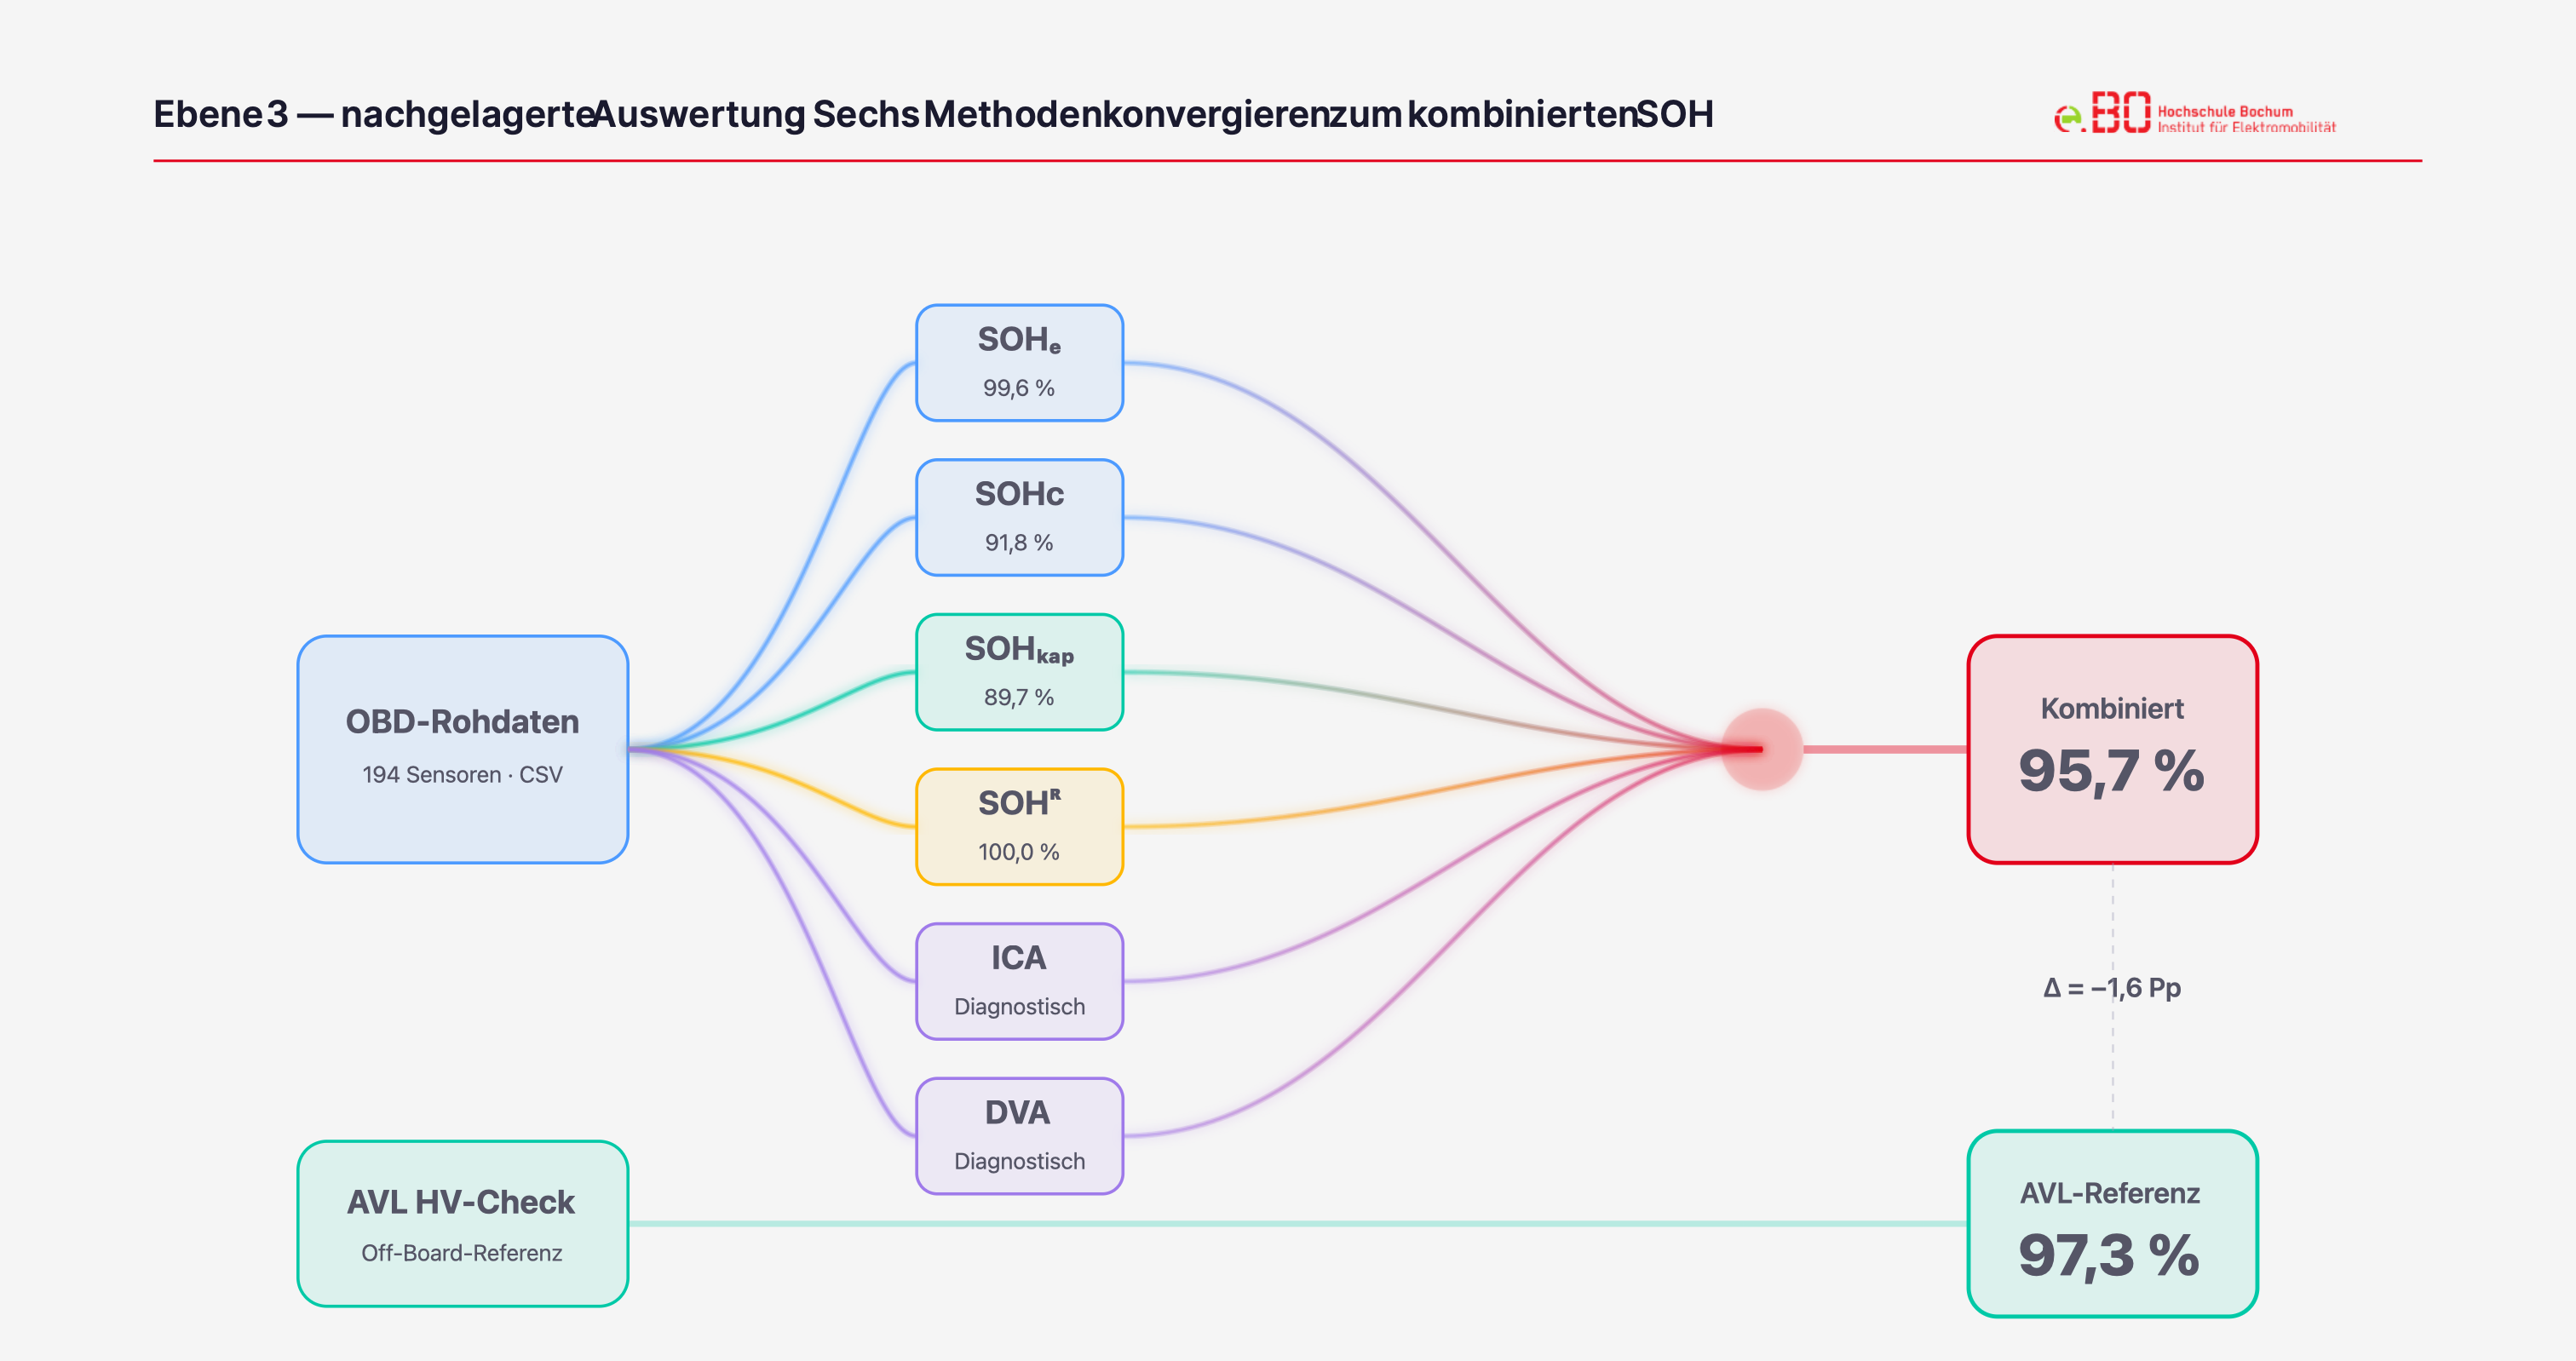 Ebene 3 — nachgelagerte Auswertung Sechs Methoden konvergieren zum kombinierten SOH
e.BO Hochschule Bochum
Institut für Elektromobilität
SOHₑ
99,6 %
SOHc
91,8 %
SOHₖₐₚ
89,7 %
OBD-Rohdaten
194 Sensoren · CSV
SOHᴿ
100,0 %
Kombiniert
95,7 %
ICA
Diagnostisch
Δ = −1,6 Pp
DVA
Diagnostisch
AVL HV-Check
Off-Board-Referenz
AVL-Referenz
97,3 %